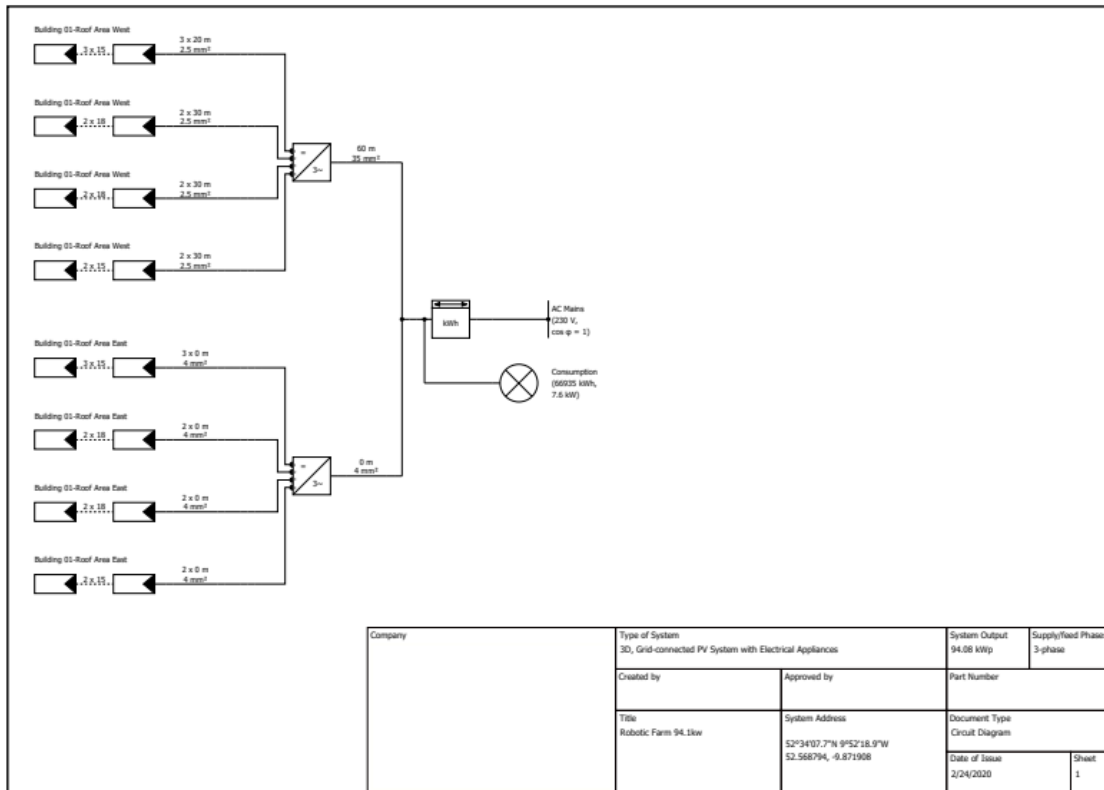 Building 01-Roof Area West
3 x 15
3 x 20 m
2.5 mm²
Building 01-Roof Area West
2 x 18
2 x 30 m
2.5 mm²
Building 01-Roof Area West
2 x 18
2 x 30 m
2.5 mm²
Building 01-Roof Area West
2 x 15
2 x 30 m
2.5 mm²
=
3~
60 m
35 mm²
Building 01-Roof Area East
3 x 15
3 x 0 m
4 mm²
Building 01-Roof Area East
2 x 18
2 x 0 m
4 mm²
Building 01-Roof Area East
2 x 18
2 x 0 m
4 mm²
Building 01-Roof Area East
2 x 15
2 x 0 m
4 mm²
=
3~
0 m
4 mm²
kWh
AC Mains
(230 V,
cos φ = 1)
Consumption
(66935 kWh,
7.6 kW)
Company
Type of System
3D, Grid-connected PV System with Electrical Appliances
System Output
94.08 kWp
Supply/feed Phase
3-phase
Created by
Approved by
Part Number
Title
Robotic Farm 94.1kw
System Address
52°34'07.7"N 9°52'18.9"W
52.568794, -9.871908
Document Type
Circuit Diagram
Date of Issue
2/24/2020
Sheet
1